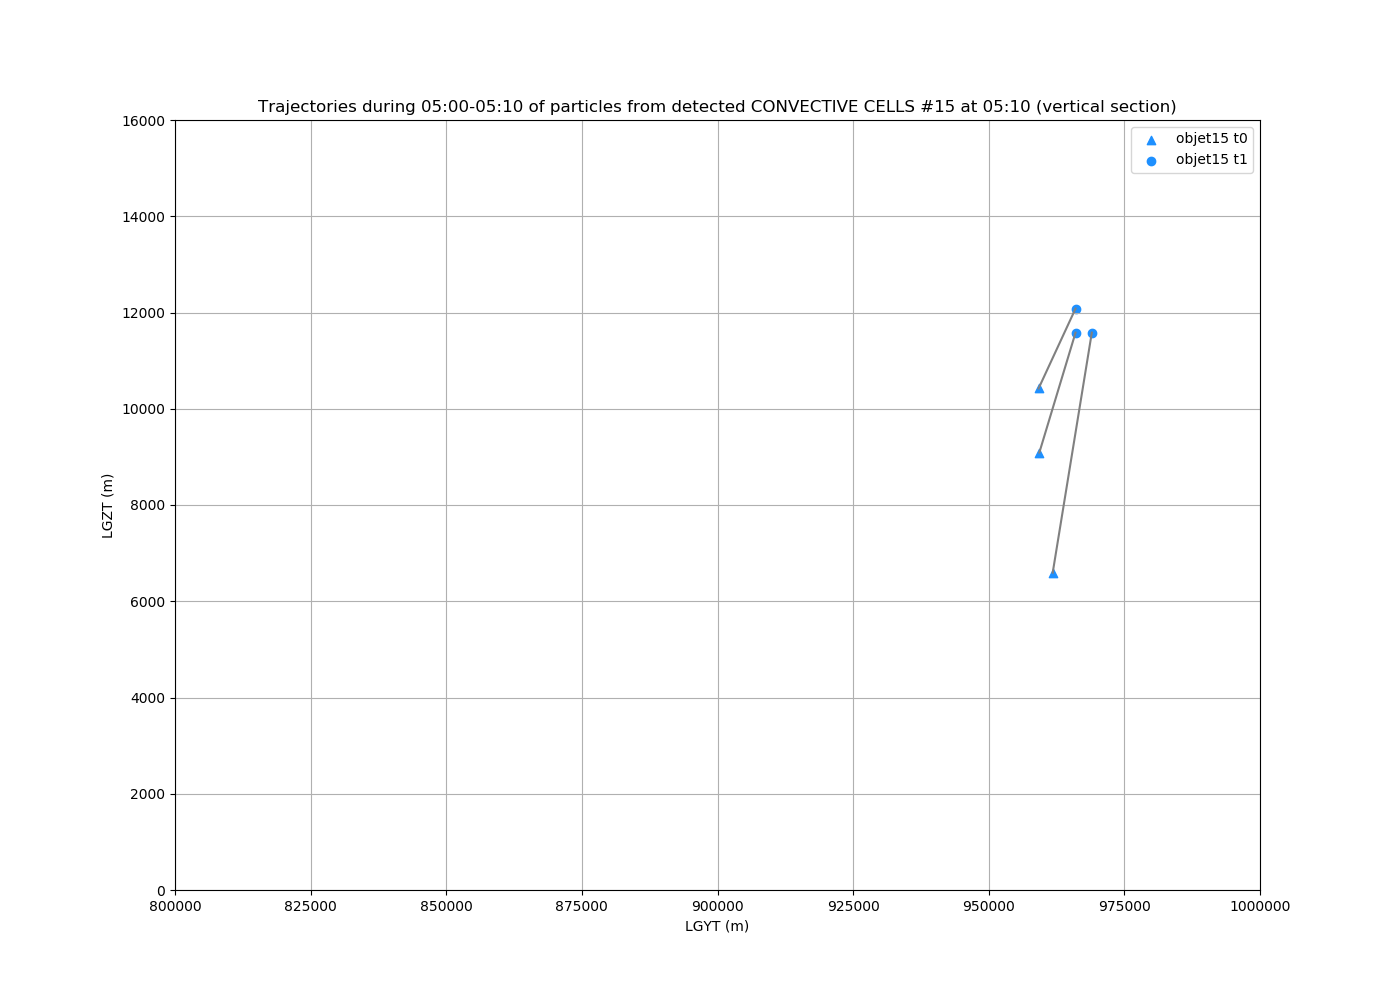 Trajectories during 05:00-05:10 of particles from detected CONVECTIVE CELLS #15 at 05:10 (vertical section)
objet15 t0
objet15 t1
16000
14000
12000
10000
8000
6000
4000
2000
0
LGZT (m)
800000 825000 850000 875000 900000 925000 950000 975000 1000000
LGYT (m)